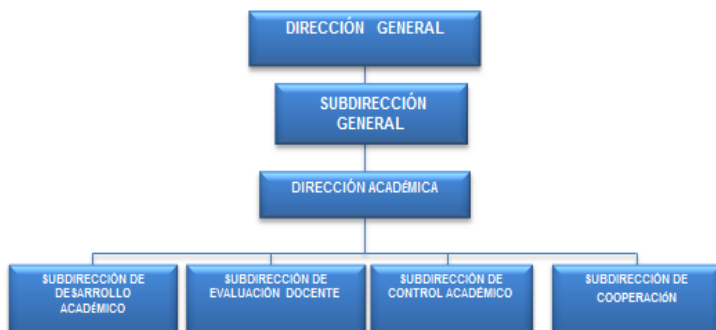 DIRECCIÓN GENERAL
SUBDIRECCIÓN
GENERAL
DIRECCIÓN ACADÉMICA
SUBDIRECCIÓN DE
DESARROLLO
ACADÉMICO
SUBDIRECCIÓN DE
EVALUACIÓN DOCENTE
SUBDIRECCIÓN DE
CONTROL ACADÉMICO
SUBDIRECCIÓN DE
COOPERACIóN